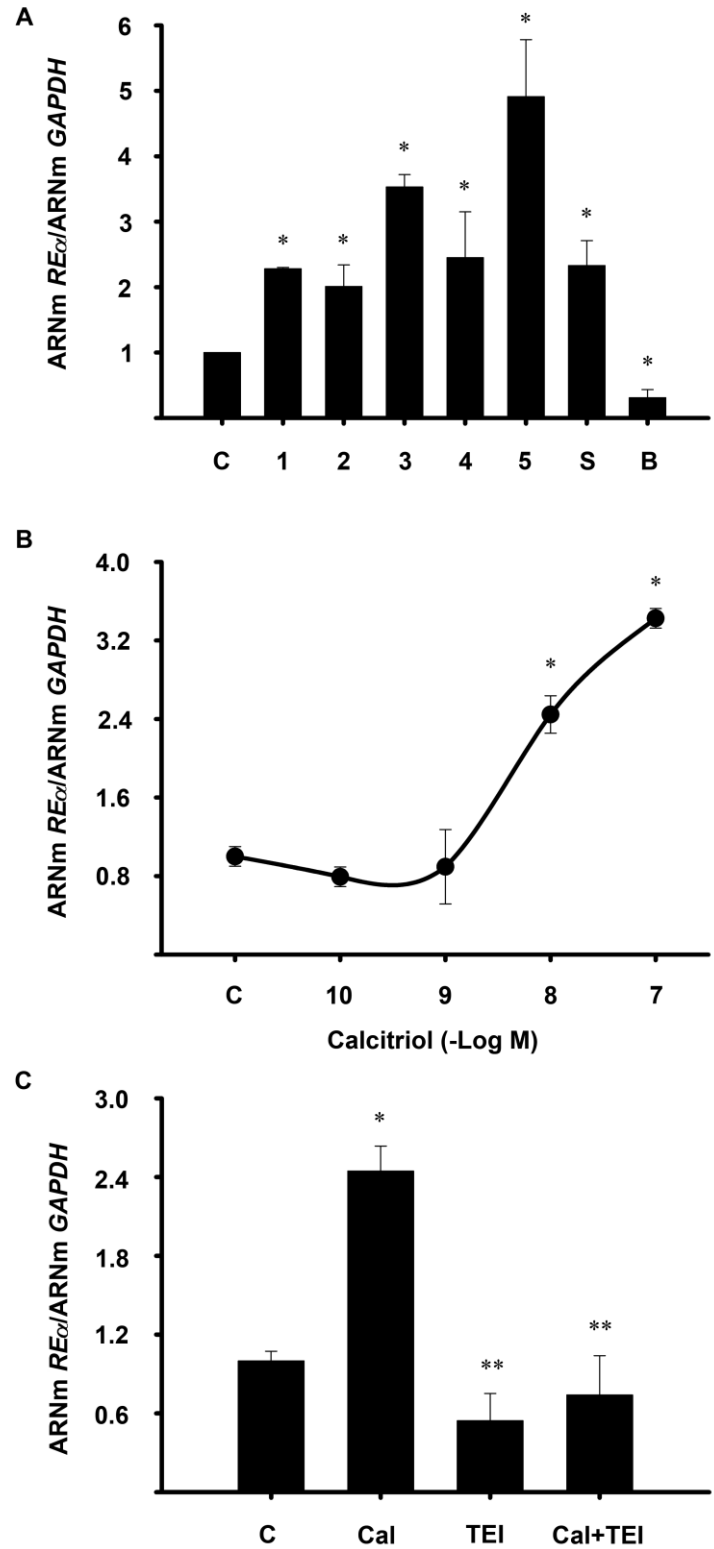 A
ARNm REα/ARNm GAPDH
6
5
4
3
2
1
* * * * * * *
C 1 2 3 4 5 S B
B
ARNm REα/ARNm GAPDH
4.0
3.2
2.4
1.6
0.8
* *
C 10 9 8 7
Calcitriol (-Log M)
C
ARNm REα/ARNm GAPDH
3.0
2.4
1.8
1.2
0.6
* ** **
C Cal TEI Cal+TEI